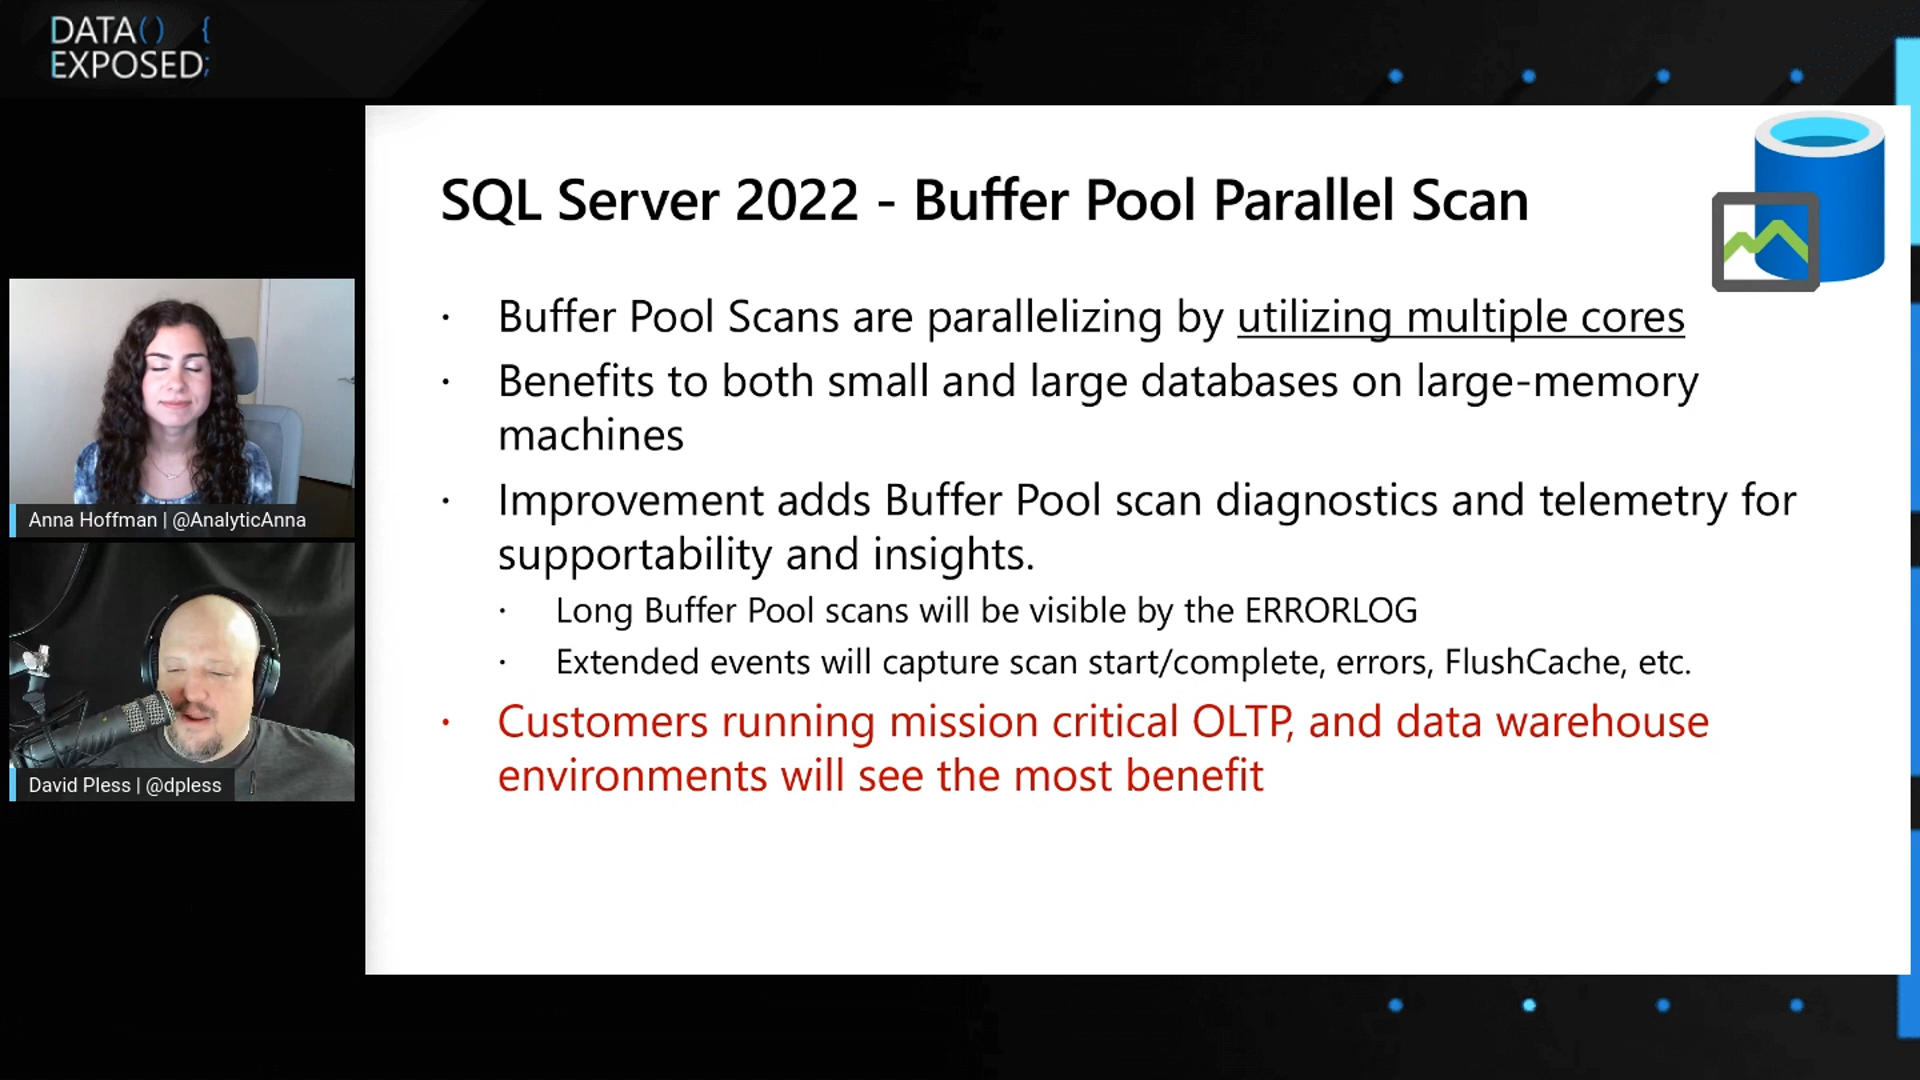 DATA() {
EXPOSED;
SQL Server 2022 - Buffer Pool Parallel Scan
· Buffer Pool Scans are parallelizing by utilizing multiple cores
· Benefits to both small and large databases on large-memory
machines
· Improvement adds Buffer Pool scan diagnostics and telemetry for
supportability and insights.
· Long Buffer Pool scans will be visible by the ERRORLOG
· Extended events will capture scan start/complete, errors, FlushCache, etc.
· Customers running mission critical OLTP, and data warehouse
environments will see the most benefit
Anna Hoffman | @AnalyticAnna
David Pless | @dpless